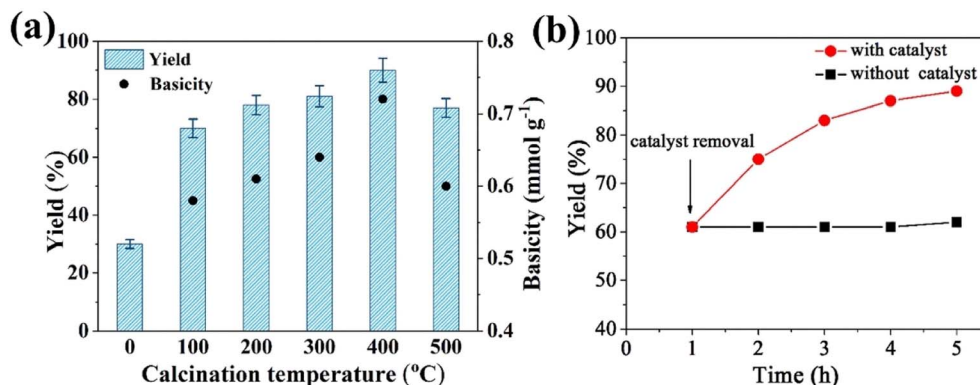 (a)
Yield
Basicity
Yield (%)
100
80
60
40
20
0
0.8
0.7
0.6
0.5
0.4
Basicity (mmol g⁻¹)
0 100 200 300 400 500
Calcination temperature (°C)
(b)
with catalyst
without catalyst
catalyst removal
Yield (%)
100
90
80
70
60
50
40
0 1 2 3 4 5
Time (h)